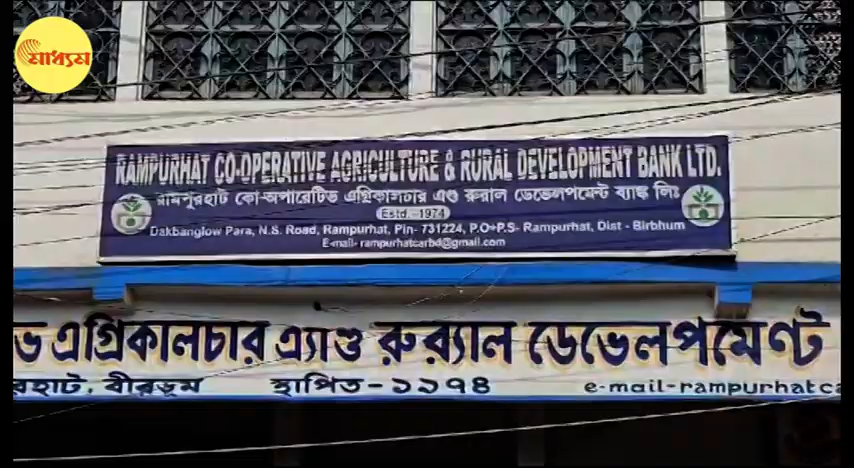 মাধ্যম
RAMPURHAT CO-OPERATIVE AGRICULTURE & RURAL DEVELOPMENT BANK LTD.
রামপুরহাট কো-অপারেটিভ এগ্রিকালচার এণ্ড রুরাল ডেভেলপমেন্ট ব্যাঙ্ক লিঃ
Estd.-1974
Dakbanglow Para, N.S. Road, Rampurhat, Pin- 731224, P.O+P.S- Rampurhat, Dist - Birbhum
E-mail- rampurhatcarbd@gmail.com
ভ এগ্রিকালচার এ্যাণ্ড রুর‍্যাল ডেভেলপমেন্ট
রহাট, বীরভূম স্থাপিত-১৯৭৪ e-mail-rampurhatca